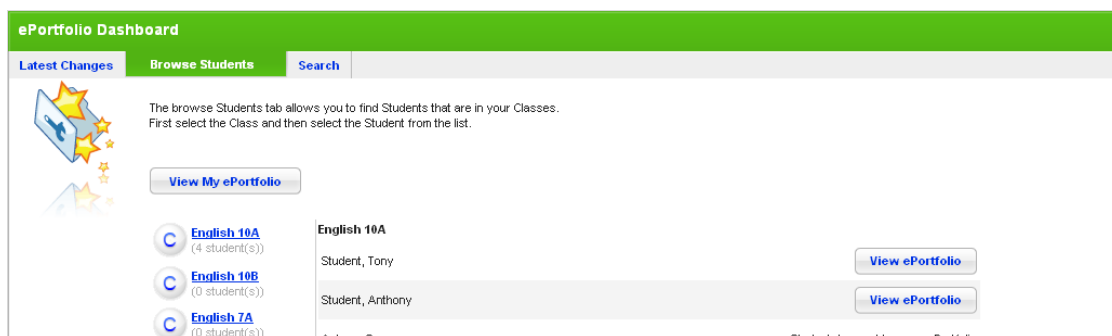 ePortfolio Dashboard
Latest Changes
Browse Students
Search
The browse Students tab allows you to find Students that are in your Classes.
First select the Class and then select the Student from the list.
View My ePortfolio
C
English 10A
(4 student(s))
C
English 10B
(0 student(s))
C
English 7A
(0 student(s))
English 10A
Student, Tony
View ePortfolio
Student, Anthony
View ePortfolio